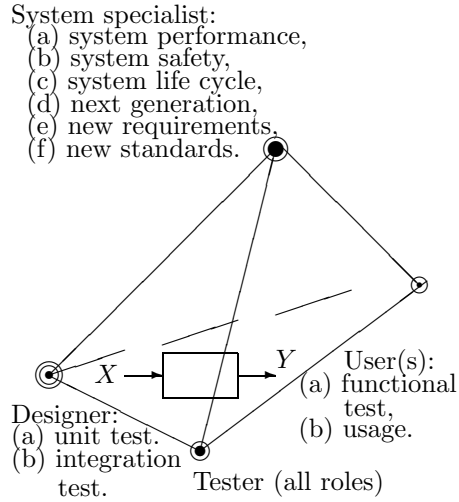 System specialist:
(a) system performance,
(b) system safety,
(c) system life cycle,
(d) next generation,
(e) new requirements,
(f) new standards.
X
Y
User(s):
(a) functional
test,
(b) usage.
Designer:
(a) unit test.
(b) integration
test.
Tester (all roles)